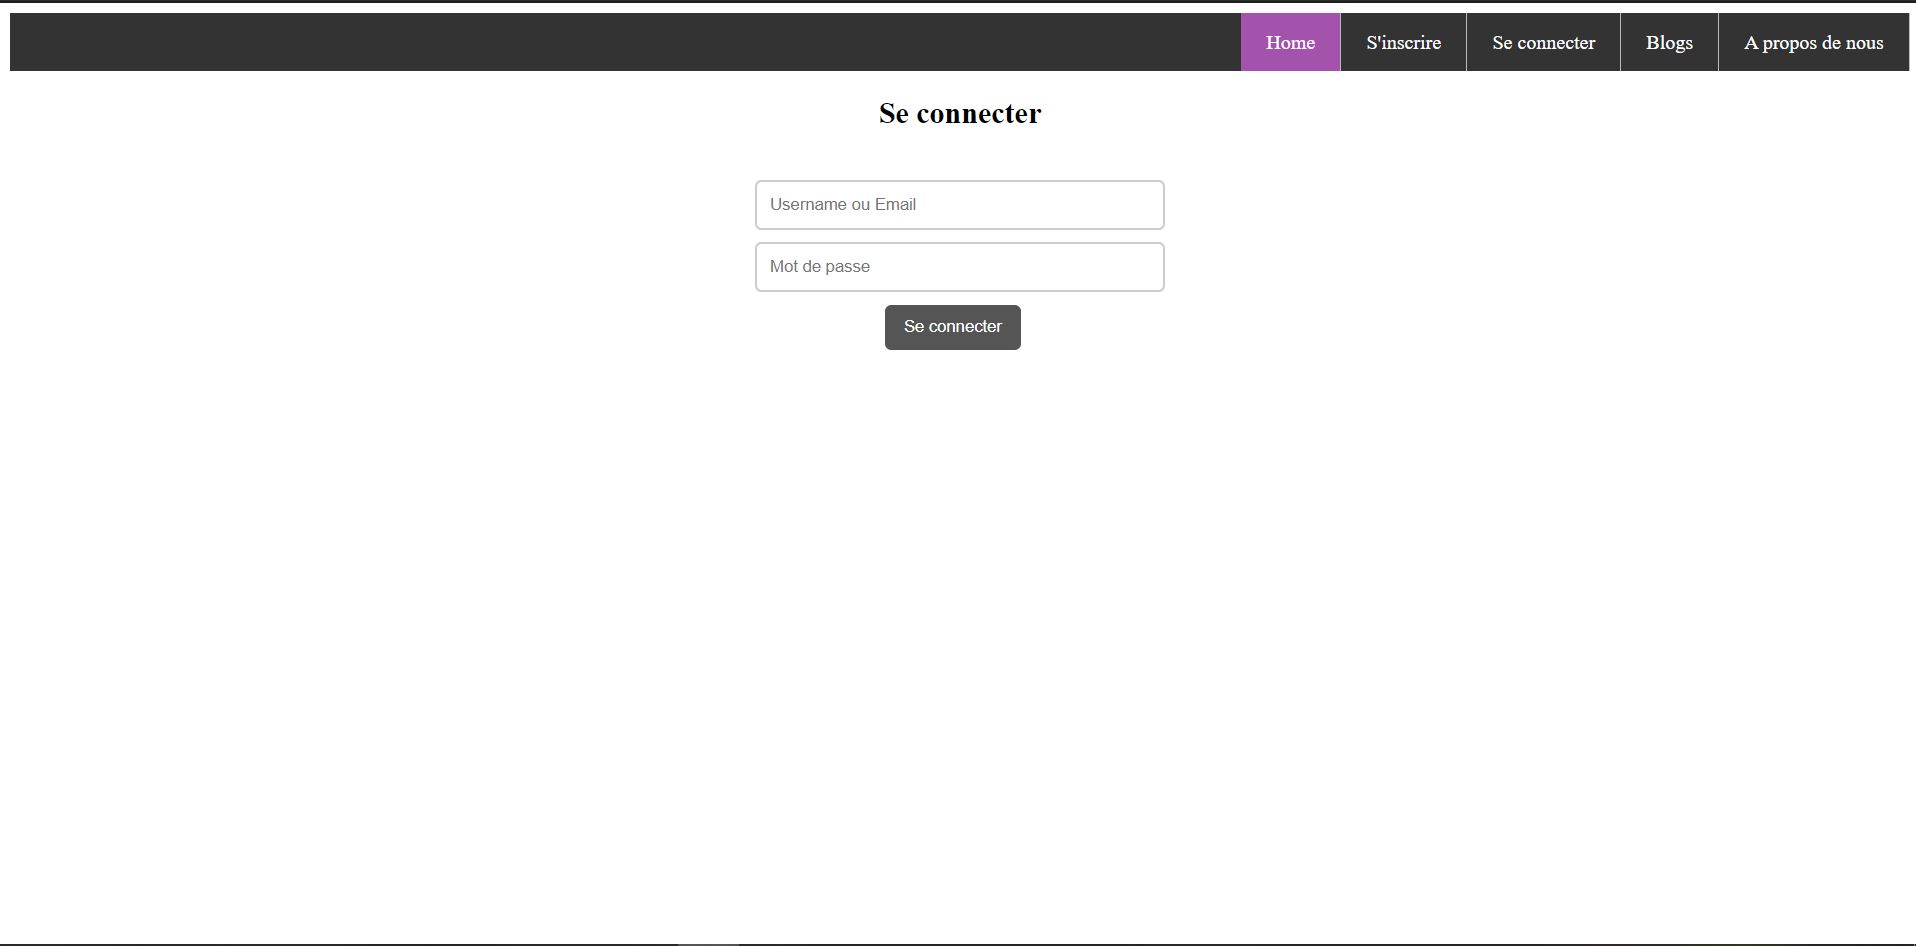 Home S'inscrire Se connecter Blogs A propos de nous
Se connecter
Username ou Email
Mot de passe
Se connecter